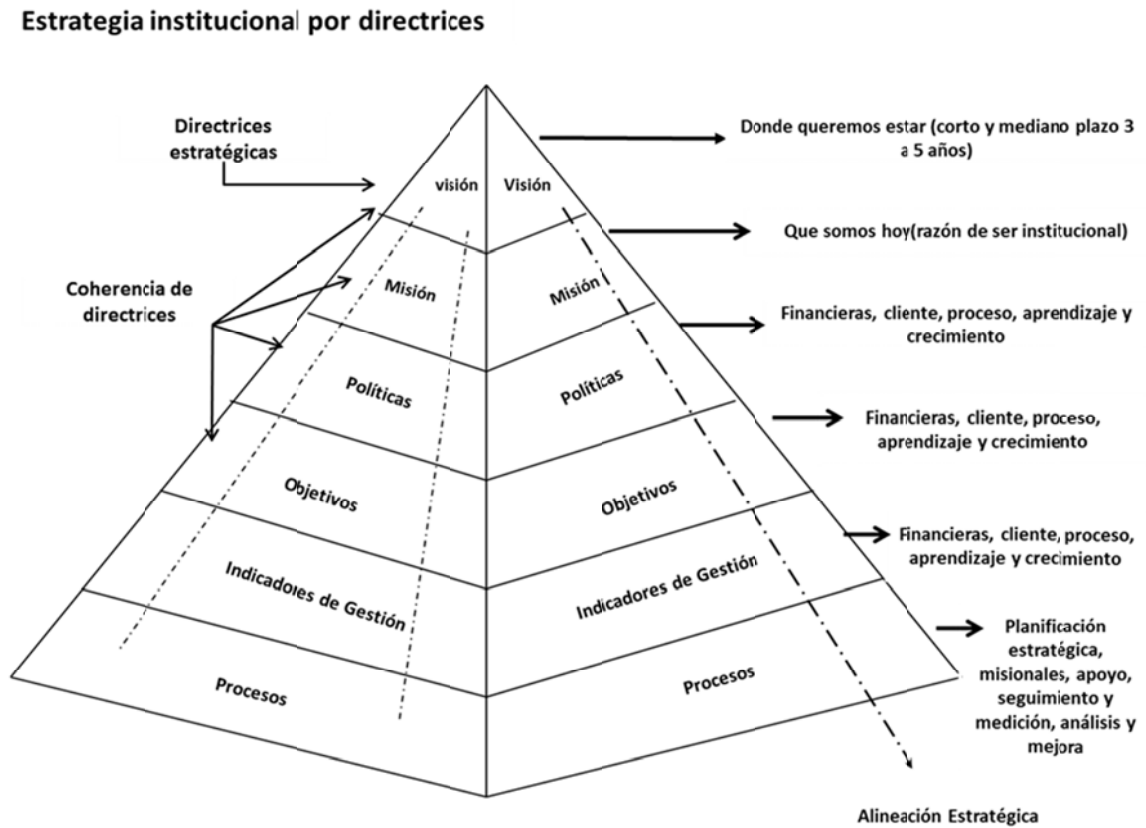 Estrategia institucional por directrices
Directrices
estratégicas
Donde queremos estar (corto y mediano plazo 3
a 5 años)
visión
Visión
Que somos hoy(razón de ser institucional)
Coherencia de
directrices
Misión
Misión
Financieras, cliente, proceso, aprendizaje y
crecimiento
Políticas
Políticas
Financieras, cliente, proceso,
aprendizaje y crecimiento
Objetivos
Objetivos
Financieras, cliente, proceso,
aprendizaje y crecimiento
Indicadores de Gestión
Indicadores de Gestión
Planificación
estratégica,
misionales, apoyo,
seguimiento y
medición, análisis y
mejora
Procesos
Procesos
Alineación Estratégica